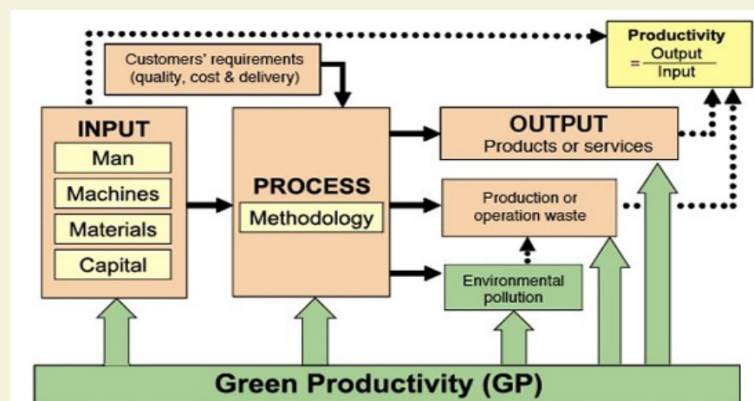 Productivity
= Output
Input
Customers' requirements
(quality, cost & delivery)
INPUT
Man
Machines
Materials
Capital
PROCESS
Methodology
OUTPUT
Products or services
Production or
operation waste
Environmental
pollution
Green Productivity (GP)